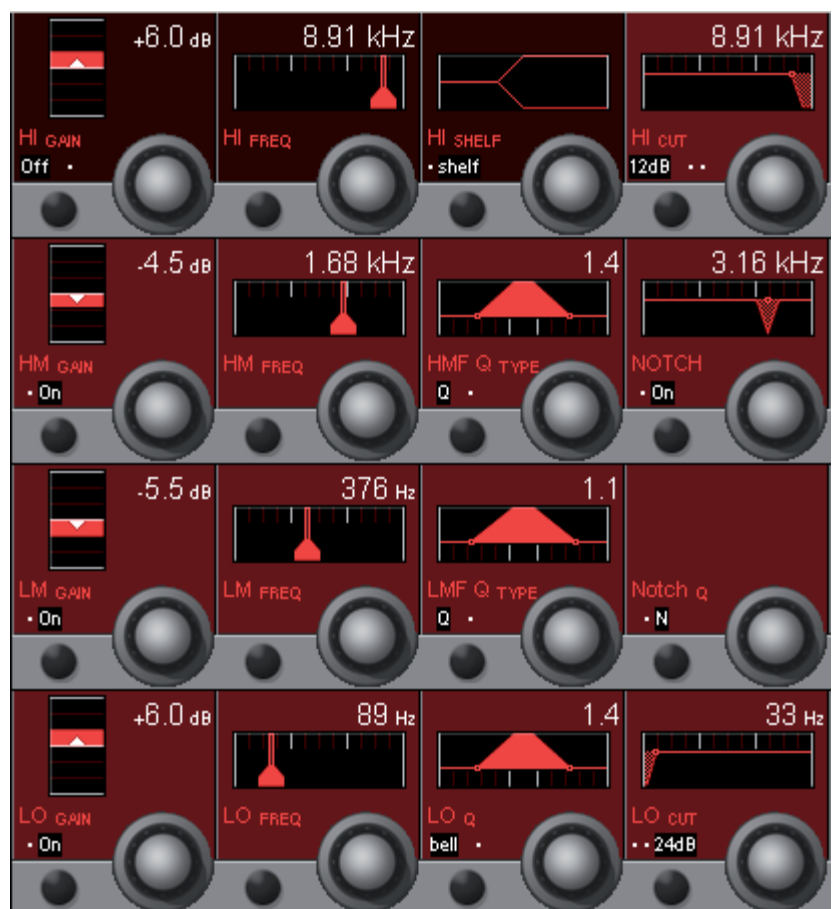 +6.0 dB 8.91 kHz 8.91 kHz
HI GAIN HI FREQ HI SHELF HI CUT
Off · · shelf 12dB · ·
-4.5 dB 1.68 kHz 1.4 3.16 kHz
HM GAIN HM FREQ HMF Q TYPE NOTCH
· On Q · · On
-5.5 dB 376 Hz 1.1
LM GAIN LM FREQ LMF Q TYPE Notch Q
· On Q · · N
+6.0 dB 89 Hz 1.4 33 Hz
LO GAIN LO FREQ LO Q LO CUT
· On bell · · · 24dB